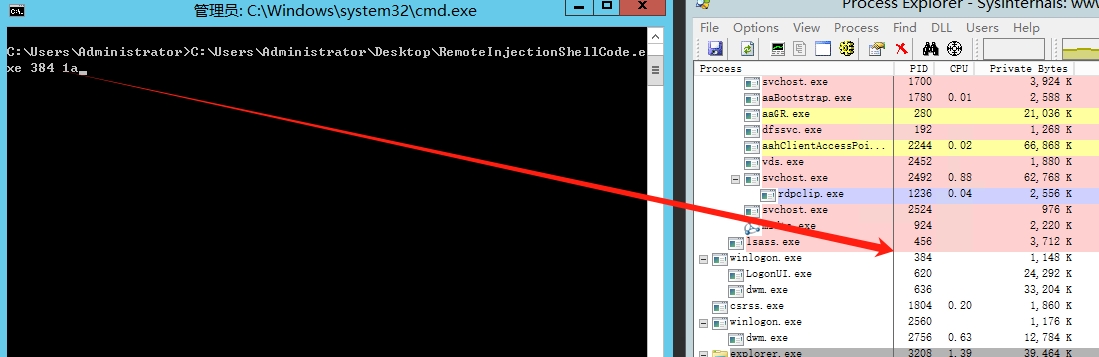 管理员: C:\Windows\system32\cmd.exe
C:\Users\Administrator>C:\Users\Administrator\Desktop\RemoteInjectionShellCode.e
xe 384 1a
Process Explorer - Sysinternals: www
File Options View Process Find DLL Users Help
Process PID CPU Private Bytes
svchost.exe 1700 3,924 K
aaBootstrap.exe 1780 0.01 2,588 K
aaGR.exe 280 21,036 K
dfssvc.exe 192 1,268 K
aahClientAccessPoi... 2244 0.02 66,868 K
vds.exe 2452 1,880 K
svchost.exe 2492 0.88 62,768 K
rdpclip.exe 1236 0.04 2,556 K
svchost.exe 2524 976 K
924 2,220 K
lsass.exe 456 3,712 K
winlogon.exe 384 1,148 K
LogonUI.exe 620 24,292 K
dwm.exe 636 33,204 K
csrss.exe 1804 0.20 1,860 K
winlogon.exe 2560 1,176 K
dwm.exe 2756 0.63 12,784 K
explorer.exe 3208 1.39 39,464 K